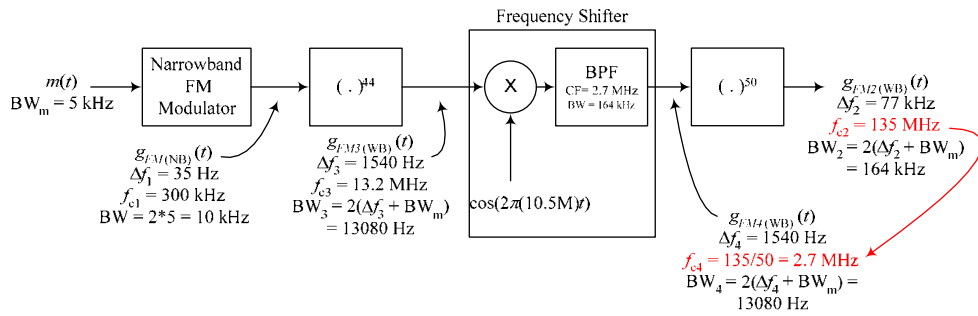 Frequency Shifter
m(t)
BWm = 5 kHz
Narrowband
FM
Modulator
( . )^44
X
BPF
CF= 2.7 MHz
BW = 164 kHz
( . )^50
gFM2(WB)(t)
Δf2 = 77 kHz
fc2 = 135 MHz
BW2 = 2(Δf2 + BWm)
= 164 kHz
gFM(NB)(t)
Δf1 = 35 Hz
fc1 = 300 kHz
BW = 2*5 = 10 kHz
gFM3(WB)(t)
Δf3 = 1540 Hz
fc3 = 13.2 MHz
BW3 = 2(Δf3 + BWm)
= 13080 Hz
cos(2π(10.5M)t)
gFM4(WB)(t)
Δf4 = 1540 Hz
fc4 = 135/50 = 2.7 MHz
BW4 = 2(Δf4 + BWm) =
13080 Hz